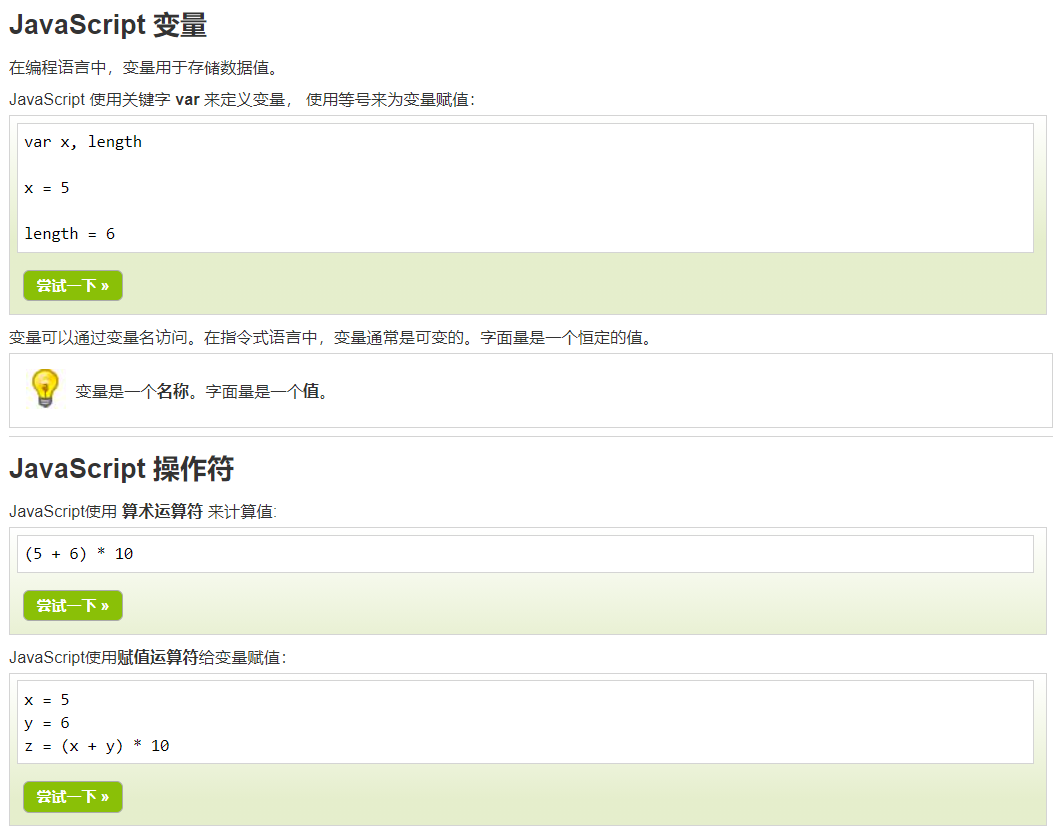 JavaScript 变量
在编程语言中，变量用于存储数据值。
JavaScript 使用关键字 var 来定义变量， 使用等号来为变量赋值：
var x, length
x = 5
length = 6
尝试一下 »
变量可以通过变量名访问。在指令式语言中，变量通常是可变的。字面量是一个恒定的值。
变量是一个名称。字面量是一个值。
JavaScript 操作符
JavaScript使用 算术运算符 来计算值:
(5 + 6) * 10
尝试一下 »
JavaScript使用赋值运算符给变量赋值：
x = 5
y = 6
z = (x + y) * 10
尝试一下 »